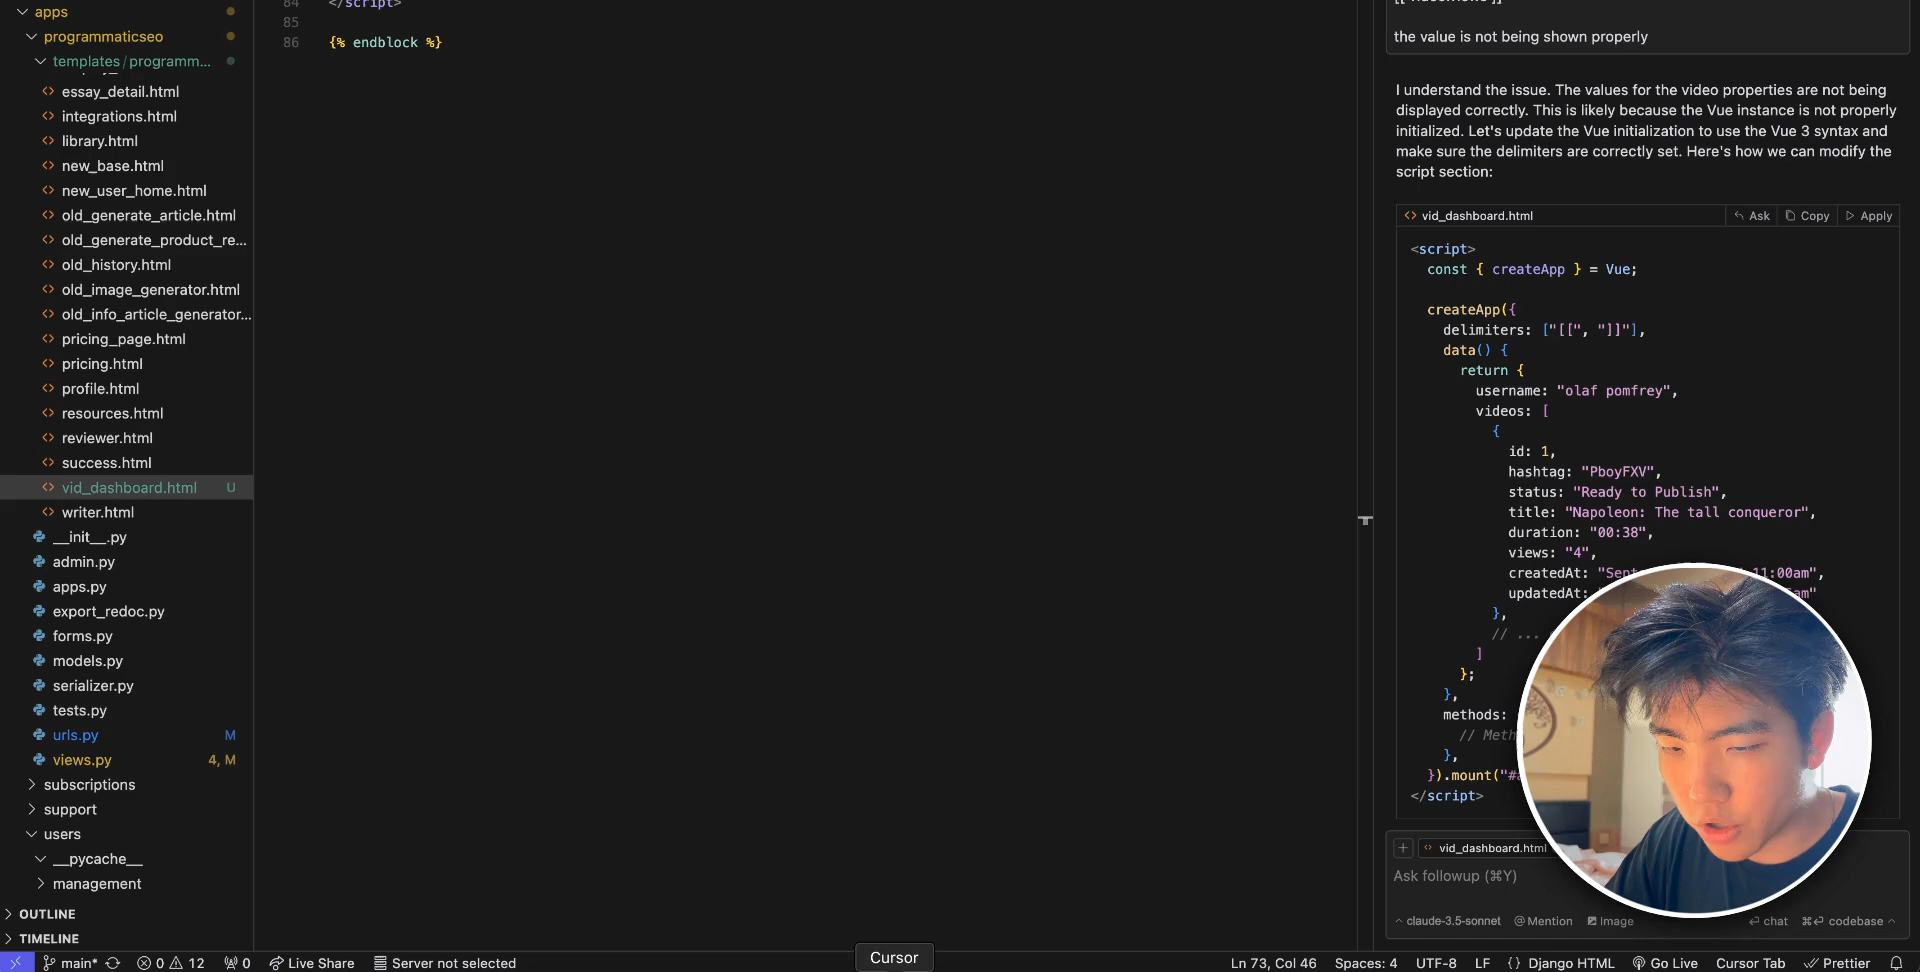 apps
programmaticseo
templates/programm...
essay_detail.html
integrations.html
library.html
new_base.html
new_user_home.html
old_generate_article.html
old_generate_product_re...
old_history.html
old_image_generator.html
old_info_article_generator...
pricing_page.html
pricing.html
profile.html
resources.html
reviewer.html
success.html
vid_dashboard.html U
writer.html
__init__.py
admin.py
apps.py
export_redoc.py
forms.py
models.py
serializer.py
tests.py
urls.py M
views.py 4, M
subscriptions
support
users
__pycache__
management
OUTLINE
TIMELINE
84 </script>
85
86 {% endblock %}
the value is not being shown properly
I understand the issue. The values for the video properties are not being
displayed correctly. This is likely because the Vue instance is not properly
initialized. Let's update the Vue initialization to use the Vue 3 syntax and
make sure the delimiters are correctly set. Here's how we can modify the
script section:
vid_dashboard.html Ask Copy Apply
<script>
const { createApp } = Vue;
createApp({
delimiters: ["[[", "]]"],
data() {
return {
username: "olaf pomfrey",
videos: [
{
id: 1,
hashtag: "PboyFXV",
status: "Ready to Publish",
title: "Napoleon: The tall conqueror",
duration: "00:38",
views: "4",
createdAt: "Sept 11:00am",
updatedAt: am"
},
// ...
]
};
},
methods:
// Meth
},
}).mount("#
</script>
+ vid_dashboard.html
Ask followup (⌘Y)
claude-3.5-sonnet @Mention Image chat ⌘⏎ codebase
main* 0 12 0 Live Share Server not selected
Cursor
Ln 73, Col 46 Spaces: 4 UTF-8 LF {} Django HTML Go Live Cursor Tab Prettier